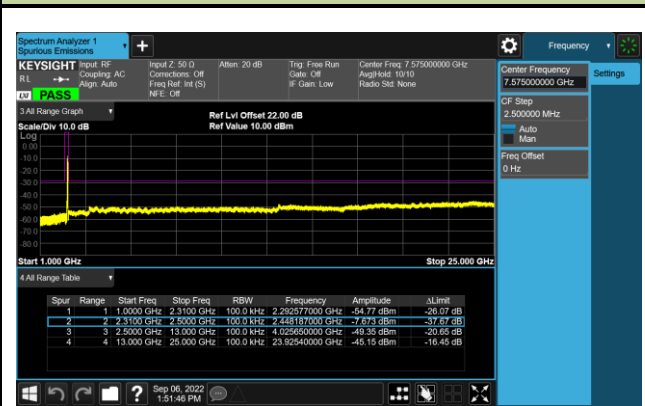 Spectrum Analyzer 1
Spurious Emissions
+
Frequency
KEYSIGHT
Input: RF
Input Z: 50 Ω
Atten: 20 dB
Trig: Free Run
Center Freq: 7.575000000 GHz
RL
Coupling: AC
Corrections: Off
Gate: Off
Avg|Hold: 10/10
Align: Auto
Freq Ref: Int (S)
IF Gain: Low
Radio Std: None
LXI
PASS
NFE: Off
Center Frequency
7.575000000 GHz
Settings
CF Step
2.500000 MHz
Auto
Man
Freq Offset
0 Hz
3 All Range Graph
Ref Lvl Offset 22.00 dB
Scale/Div 10.0 dB
Ref Value 10.00 dBm
Log
0.00
-10.0
-20.0
-30.0
-40.0
-50.0
-60.0
-70.0
-80.0
Start 1.000 GHz
Stop 25.000 GHz
4 All Range Table
Spur Range Start Freq Stop Freq RBW Frequency Amplitude ΔLimit
1 1 1.0000 GHz 2.3100 GHz 100.0 kHz 2.292577000 GHz -54.77 dBm -26.07 dB
2 2 2.3100 GHz 2.5000 GHz 100.0 kHz 2.448187000 GHz -7.673 dBm -37.67 dB
3 3 2.5000 GHz 13.000 GHz 100.0 kHz 4.025650000 GHz -49.35 dBm -20.65 dB
4 4 13.000 GHz 25.000 GHz 100.0 kHz 23.92540000 GHz -45.15 dBm -16.45 dB
?
Sep 06, 2022
1:51:46 PM